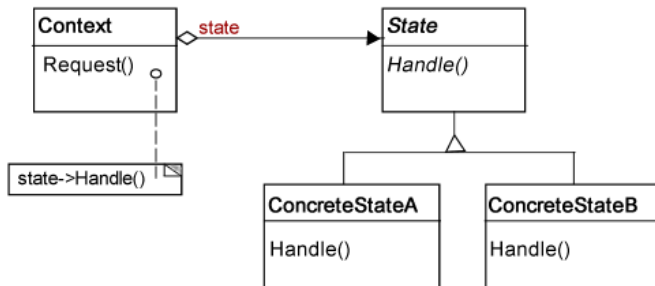 Context
state
State
Request()
Handle()
state->Handle()
ConcreteStateA
ConcreteStateB
Handle()
Handle()